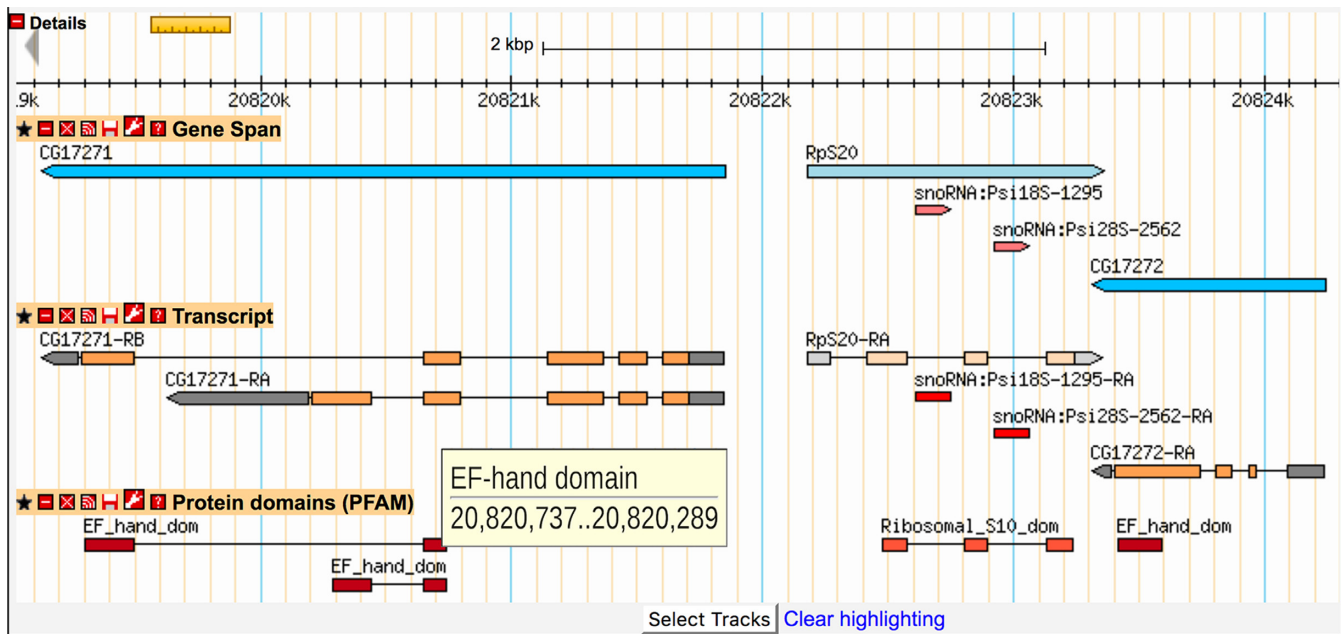 Details
2 kbp
.9k 20820k 20821k 20822k 20823k 20824k
Gene Span
CG17271 RpS20
snoRNA:Psi18S-1295
snoRNA:Psi28S-2562
CG17272
Transcript
CG17271-RB RpS20-RA
CG17271-RA snoRNA:Psi18S-1295-RA
snoRNA:Psi28S-2562-RA
CG17272-RA
EF-hand domain
20,820,737..20,820,289
Protein domains (PFAM)
EF_hand_dom Ribosomal_S10_dom EF_hand_dom
EF_hand_dom
Select Tracks Clear highlighting